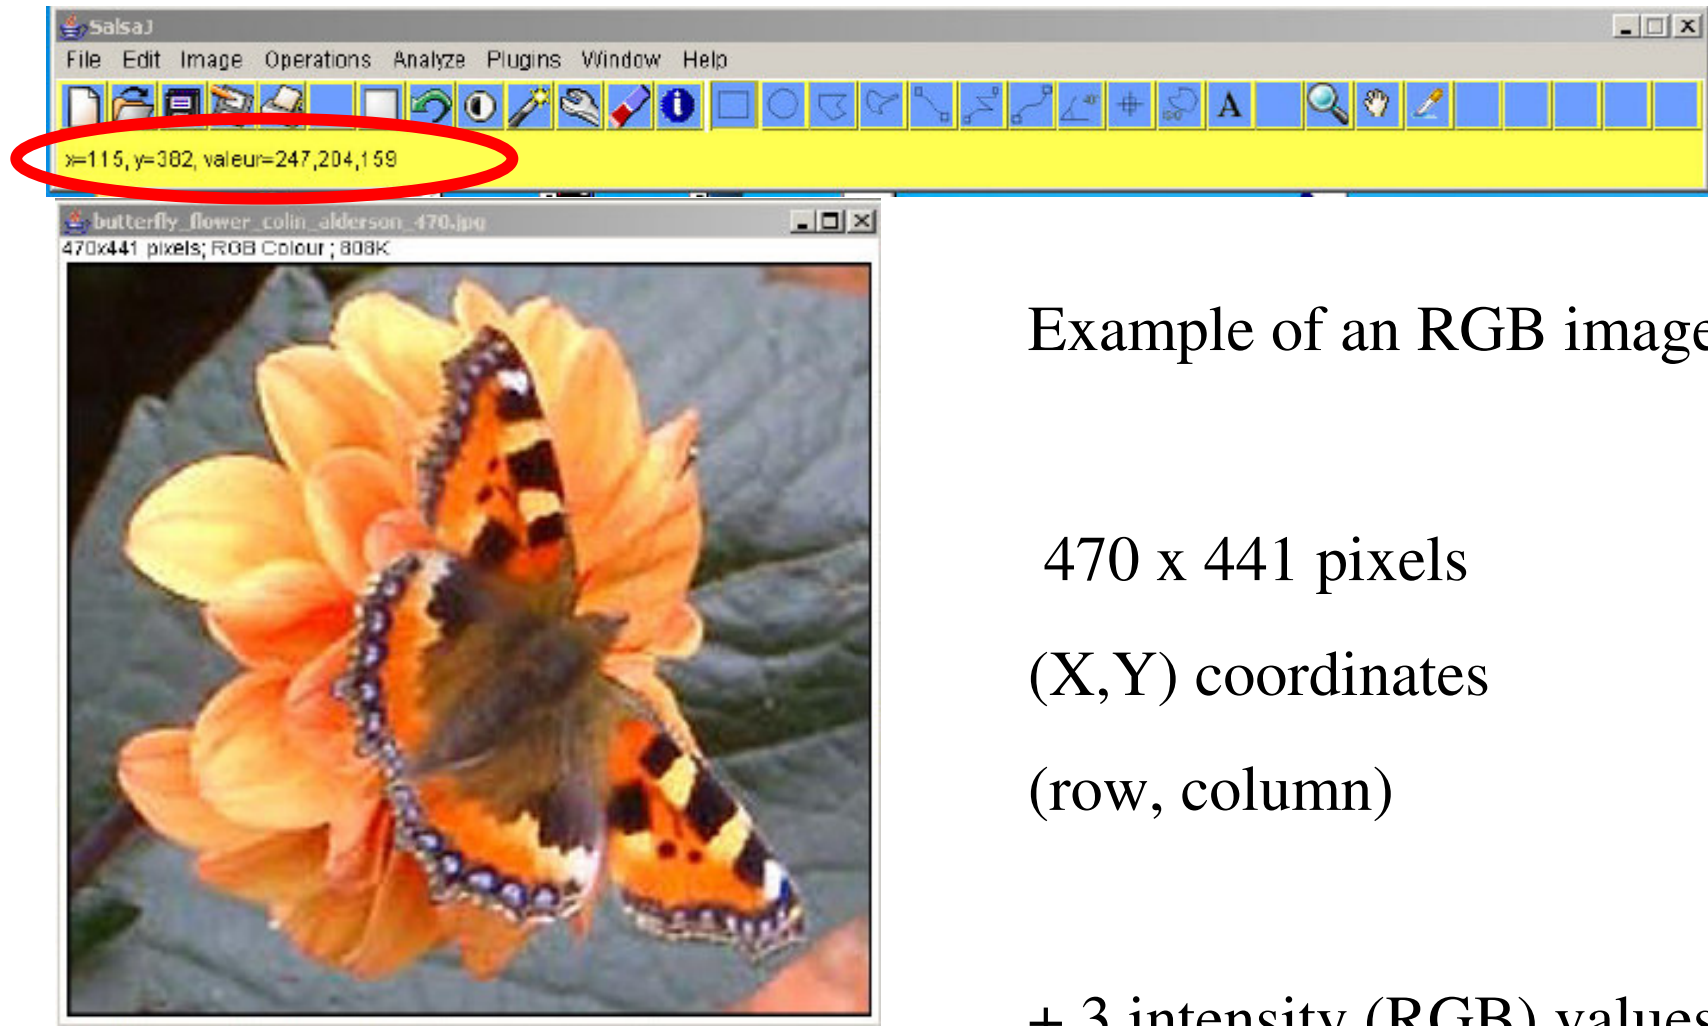 SalsaJ
File Edit Image Operations Analyze Plugins Window Help
A
x=115, y=382, valeur=247,204,159
butterfly_flower_colin_alderson_470.jpg
470x441 pixels; RGB Colour ; 808K
Example of an RGB image
470 x 441 pixels
(X,Y) coordinates
(row, column)
+ 3 intensity (RGB) values